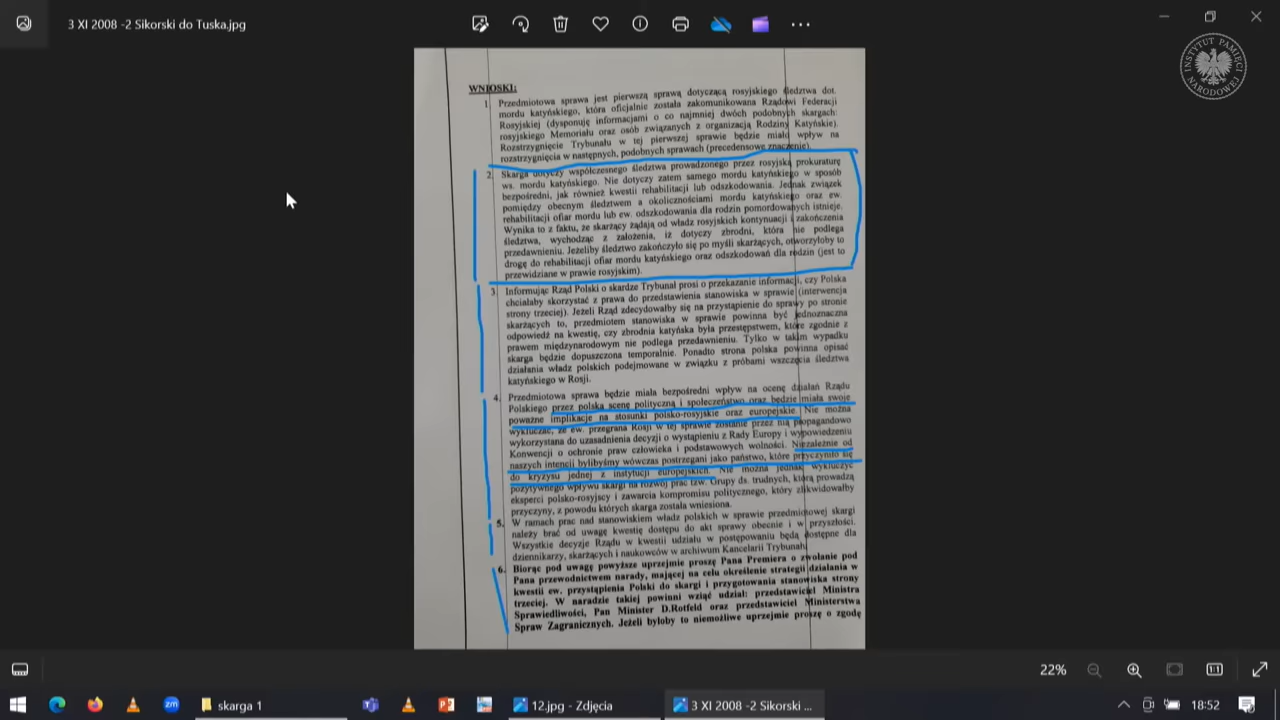 3 XI 2008 -2 Sikorski do Tuska.jpg
INSTYTUT PAMIĘCI NARODOWEJ
WNIOSKI:
1. Przedmiotowa sprawa jest pierwszą sprawą dotyczącą rosyjskiego śledztwa dot.
mordu katyńskiego, która oficjalnie została zakomunikowana Rządowi Federacji
Rosyjskiej (dysponuję informacjami o co najmniej dwóch podobnych skargach:
rosyjskiego Memoriału oraz osób związanych z organizacją Rodziny Katyńskie).
Rozstrzygnięcie Trybunału w tej pierwszej sprawie będzie miało wpływ na
rozstrzygnięcia w następnych, podobnych sprawach (precedensowe znaczenie).
2. Skarga dotyczy współczesnego śledztwa prowadzonego przez rosyjską prokuraturę
ws. mordu katyńskiego. Nie dotyczy zatem samego mordu katyńskiego w sposób
bezpośredni, jak również kwestii rehabilitacji lub odszkodowania. Jednak związek
pomiędzy obecnym śledztwem a okolicznościami mordu katyńskiego oraz ew.
rehabilitacji ofiar mordu lub ew. odszkodowania dla rodzin pomordowanych istnieje.
Wynika to z faktu, że skarżący żądają od władz rosyjskich kontynuacji i zakończenia
śledztwa, wychodząc z założenia, iż dotyczy zbrodni, która nie podlega
przedawnieniu. Jeżeliby śledztwo zakończyło się po myśli skarżących, otworzyłoby to
drogę do rehabilitacji ofiar mordu katyńskiego oraz odszkodowań dla rodzin (jest to
przewidziane w prawie rosyjskim).
3. Informując Rząd Polski o skardze Trybunał prosi o przekazanie informacji, czy Polska
chciałaby skorzystać z prawa do przedstawienia stanowiska w sprawie (interwencja
strony trzeciej). Jeżeli Rząd zdecydowałby się na przystąpienie do sprawy po stronie
skarżących to, przedmiotem stanowiska w sprawie powinna być jednoznaczna
odpowiedź na kwestię, czy zbrodnia katyńska była przestępstwem, które zgodnie z
prawem międzynarodowym nie podlega przedawnieniu. Tylko w takim wypadku
skarga będzie dopuszczona temporalnie. Ponadto strona polska powinna opisać
działania władz polskich podejmowane w związku z próbami wszczęcia śledztwa
katyńskiego w Rosji.
4. Przedmiotowa sprawa będzie miała bezpośredni wpływ na ocenę działań Rządu
Polskiego przez polską scenę polityczną i społeczeństwo oraz będzie miała swoje
poważne implikacje na stosunki polsko-rosyjskie oraz europejskie. Nie można
wykluczać, że ew. przegrana Rosji w tej sprawie zostanie przez nią propagandowo
wykorzystana do uzasadnienia decyzji o wystąpieniu z Rady Europy i wypowiedzeniu
Konwencji o ochronie praw człowieka i podstawowych wolności. Niezależnie od
naszych intencji bylibyśmy wówczas postrzegani jako państwo, które przyczyniło się
do kryzysu jednej z instytucji europejskich. Nie można jednak wykluczyć
pozytywnego wpływu skargi na rozwój prac tzw. Grupy ds. trudnych, którą prowadzą
eksperci polsko-rosyjscy i zawarcia kompromisu politycznego, który zlikwidowałby
przyczyny, z powodu których skarga została wniesiona.
5. W ramach prac nad stanowiskiem władz polskich w sprawie przedmiotowej skargi
należy brać od uwagę kwestię dostępu do akt sprawy obecnie i w przyszłości.
Wszystkie decyzje Rządu w kwestii udziału w postępowaniu będą dostępne dla
dziennikarzy, skarżących i naukowców w archiwum Kancelarii Trybunału.
6. Biorąc pod uwagę powyższe uprzejmie proszę Pana Premiera o zwołanie pod
Pana przewodnictwem narady, mającej na celu określenie strategii działania w
kwestii ew. przystąpienia Polski do skargi i przygotowania stanowiska strony
trzeciej. W naradzie takiej powinni wziąć udział: przedstawiciel Ministra
Sprawiedliwości, Pan Minister D.Rotfeld oraz przedstawiciel Ministerstwa
Spraw Zagranicznych. Jeżeli byłoby to niemożliwe uprzejmie proszę o zgodę
22%
skarga 1
12.jpg - Zdjęcia
3 XI 2008 -2 Sikorski ...
18:52